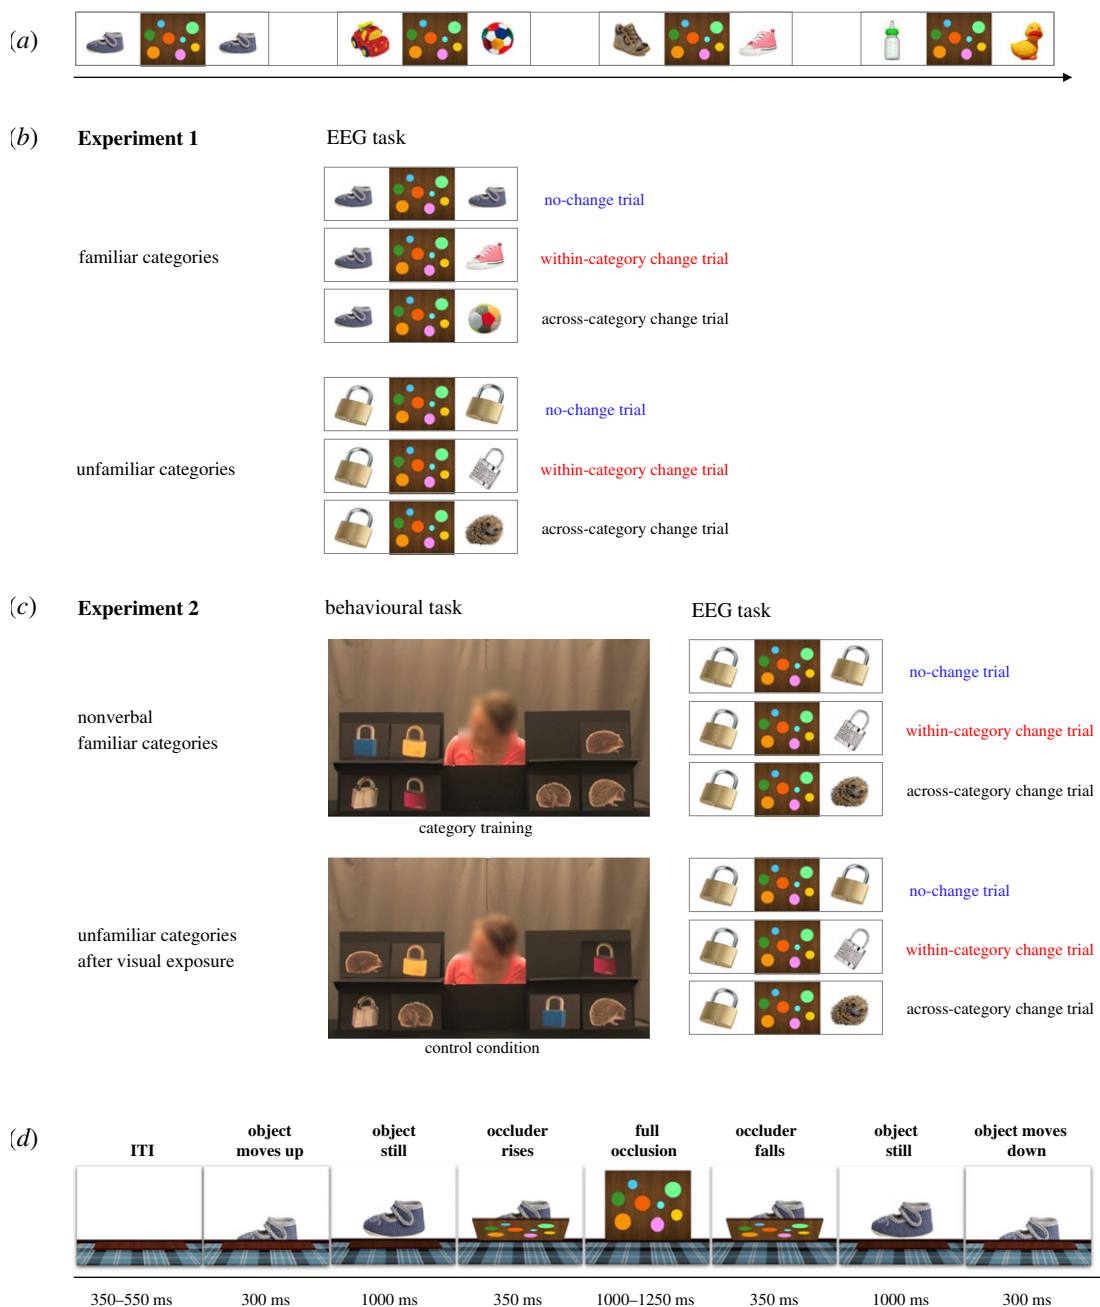 (a)
(b) Experiment 1 EEG task
no-change trial
familiar categories
within-category change trial
across-category change trial
no-change trial
unfamiliar categories
within-category change trial
across-category change trial
(c) Experiment 2 behavioural task EEG task
nonverbal
familiar categories
no-change trial
within-category change trial
across-category change trial
category training
unfamiliar categories
after visual exposure
no-change trial
within-category change trial
across-category change trial
control condition
(d)
ITI
object
moves up
object
still
occluder
rises
full
occlusion
occluder
falls
object
still
object moves
down
350–550 ms 300 ms 1000 ms 350 ms 1000–1250 ms 350 ms 1000 ms 300 ms